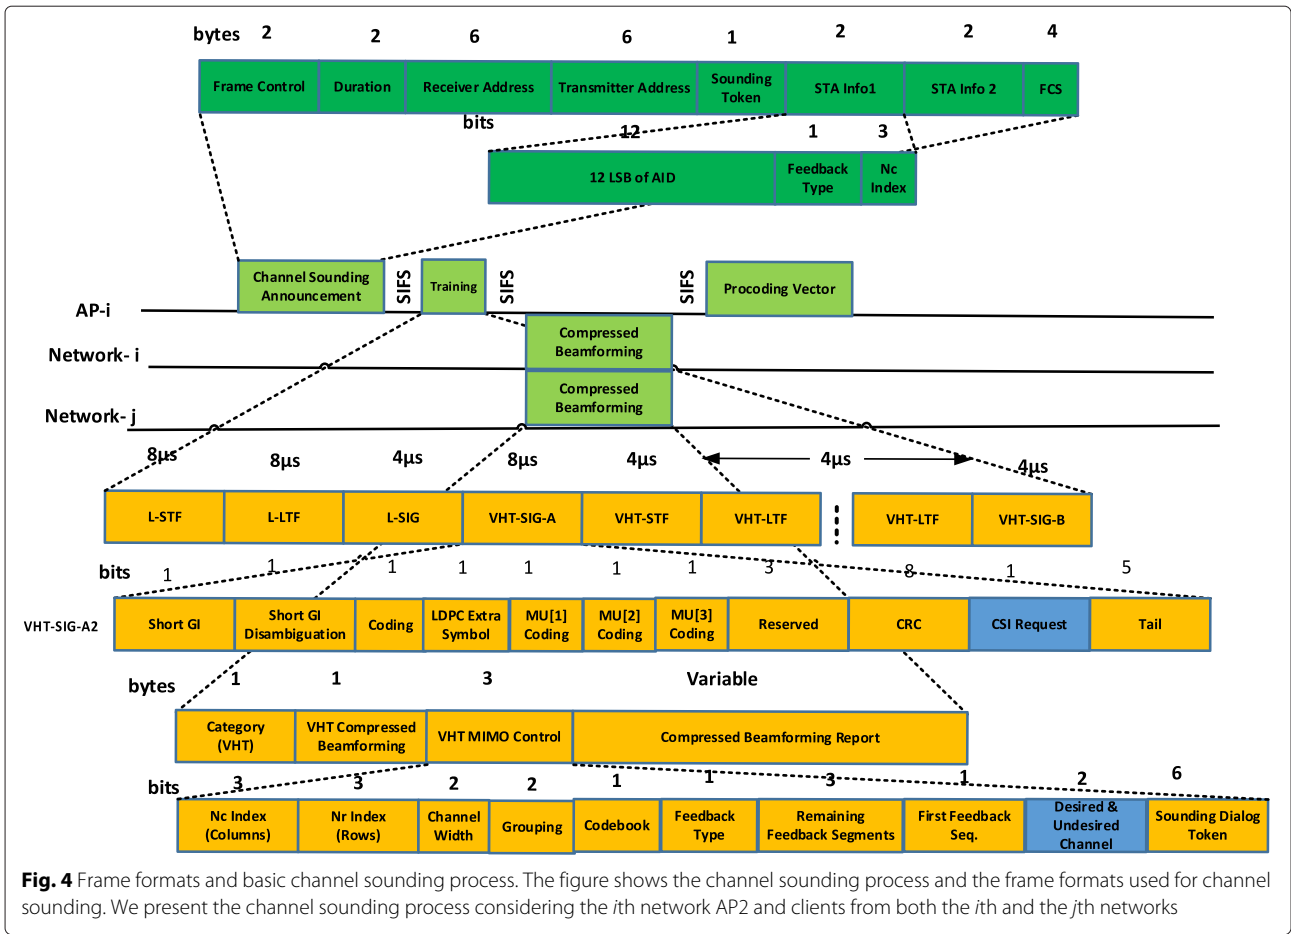 bytes 2 2 6 6 1 2 2 4
Frame Control Duration Receiver Address Transmitter Address Sounding Token STA Info1 STA Info 2 FCS
bits 12 1 3
12 LSB of AID Feedback Type Nc Index
Channel Sounding Announcement SIFS Training SIFS SIFS Procoding Vector
AP-i
Compressed Beamforming
Network- i
Compressed Beamforming
Network- j
8µs 8µs 4µs 8µs 4µs 4µs 4µs
L-STF L-LTF L-SIG VHT-SIG-A VHT-STF VHT-LTF VHT-LTF VHT-SIG-B
bits 1 1 1 1 1 1 1 3 8 1 5
VHT-SIG-A2 Short GI Short GI Disambiguation Coding LDPC Extra Symbol MU[1] Coding MU[2] Coding MU[3] Coding Reserved CRC CSI Request Tail
bytes 1 1 3 Variable
Category (VHT) VHT Compressed Beamforming VHT MIMO Control Compressed Beamforming Report
bits 3 3 2 2 1 1 3 1 2 6
Nc Index (Columns) Nr Index (Rows) Channel Width Grouping Codebook Feedback Type Remaining Feedback Segments First Feedback Seq. Desired & Undesired Channel Sounding Dialog Token
Fig. 4 Frame formats and basic channel sounding process. The figure shows the channel sounding process and the frame formats used for channel
sounding. We present the channel sounding process considering the ith network AP2 and clients from both the ith and the jth networks